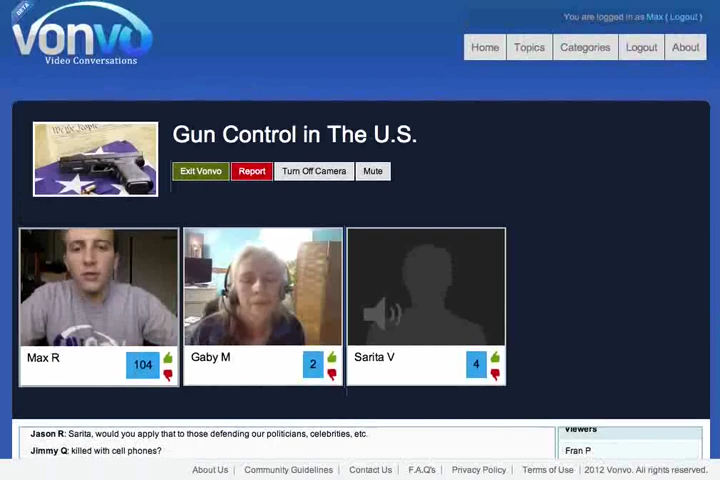 BETA
vonvo
Video Conversations
You are logged in as Max ( Logout )
Home Topics Categories Logout About
We the People
Gun Control in The U.S.
Exit Vonvo Report Turn Off Camera Mute
Max R 104 Gaby M 2 Sarita V 4
Jason R: Sarita, would you apply that to those defending our politicians, celebrities, etc.
Jimmy Q: killed with cell phones?
Viewers
Fran P
About Us | Community Guidelines | Contact Us | F.A.Q's | Privacy Policy | Terms of Use | 2012 Vonvo. All rights reserved.